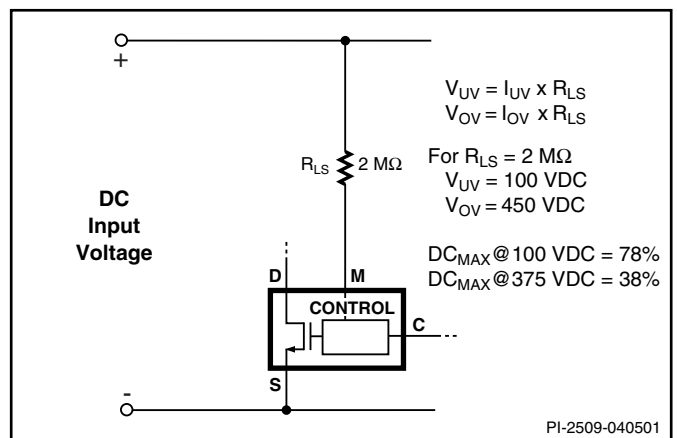 +
V_UV = I_UV x R_LS
V_OV = I_OV x R_LS
R_LS 2 MΩ
For R_LS = 2 MΩ
V_UV = 100 VDC
V_OV = 450 VDC
DC
Input
Voltage
DC_MAX@100 VDC = 78%
DC_MAX@375 VDC = 38%
D M
CONTROL
C
S
-
PI-2509-040501